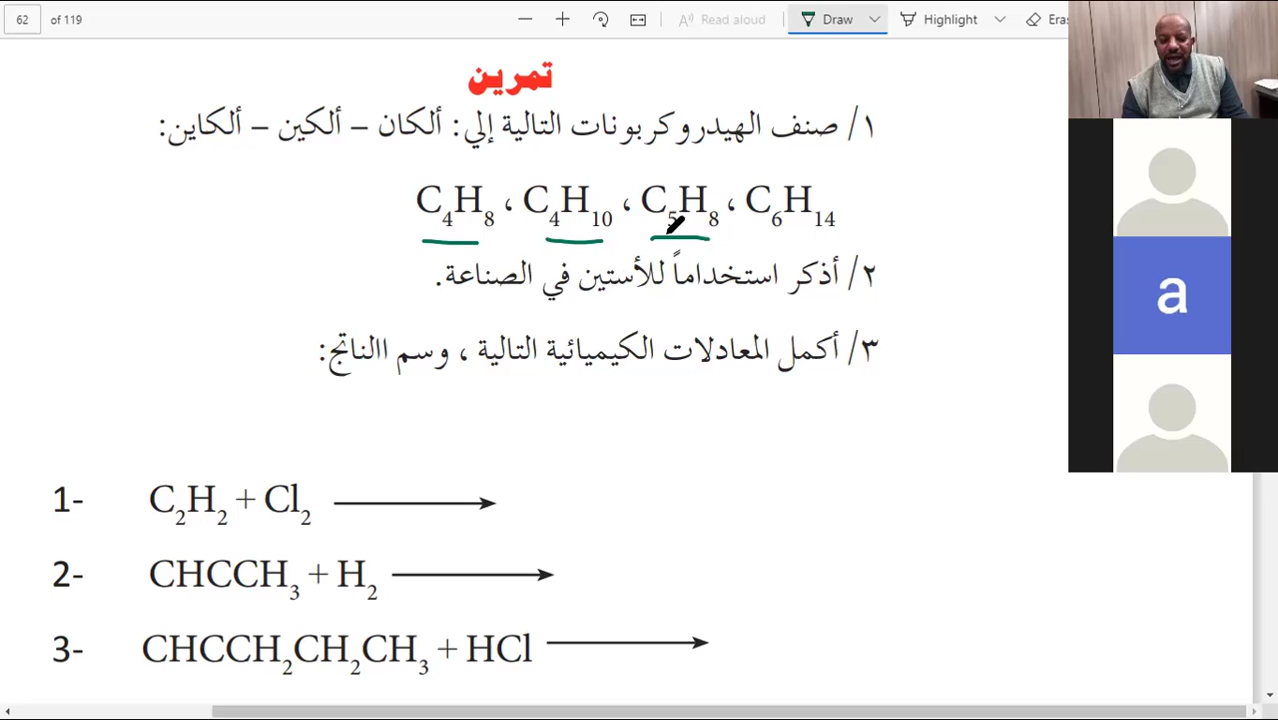 62 of 119 Read aloud Draw Highlight Eras
تمرين
١/ صنف الهيدروكربونات التالية إلي: ألكان – ألكين – ألكاين:
C4H8 ، C4H10 ، C5H8 ، C6H14
٢/ أذكر استخداماً للأستين في الصناعة.
a
٣/ أكمل المعادلات الكيميائية التالية ، وسم االناتج:
1- C2H2 + Cl2 ⟶
2- CHCCH3 + H2 ⟶
3- CHCCH2CH2CH3 + HCl ⟶